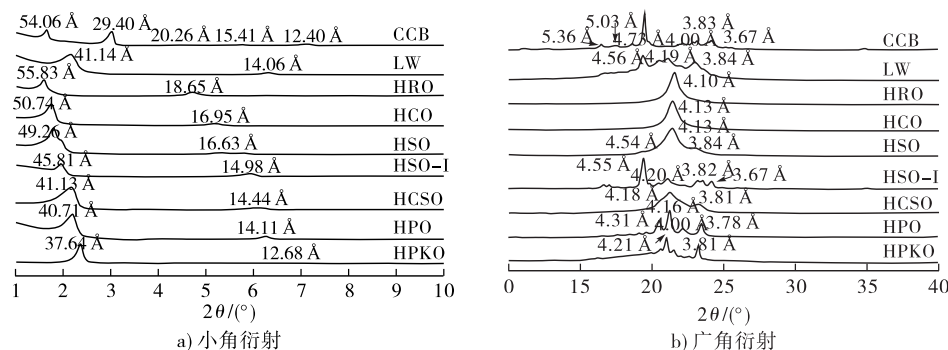 54.06 Å 29.40 Å 20.26 Å 15.41 Å 12.40 Å CCB
41.14 Å 14.06 Å LW
55.83 Å 18.65 Å HRO
50.74 Å 16.95 Å HCO
49.26 Å 16.63 Å HSO
45.81 Å 14.98 Å HSO-I
41.13 Å 14.44 Å HCSO
40.71 Å 14.11 Å HPO
37.64 Å 12.68 Å HPKO
1 2 3 4 5 6 7 8 9 10
2θ/(°)
a) 小角衍射
5.36 Å 5.03 Å 4.73 Å 4.00 Å 3.83 Å 3.67 Å CCB
4.56 Å 4.19 Å 3.84 Å LW
4.10 Å HRO
4.13 Å HCO
4.13 Å HSO
4.54 Å 3.84 Å
4.55 Å 4.20 Å 3.82 Å 3.67 Å HSO-I
4.18 Å 3.81 Å HCSO
4.31 Å 4.16 Å 4.00 Å 3.78 Å HPO
4.21 Å 3.81 Å HPKO
0 15 20 25 30 35 40
2θ/(°)
b) 广角衍射